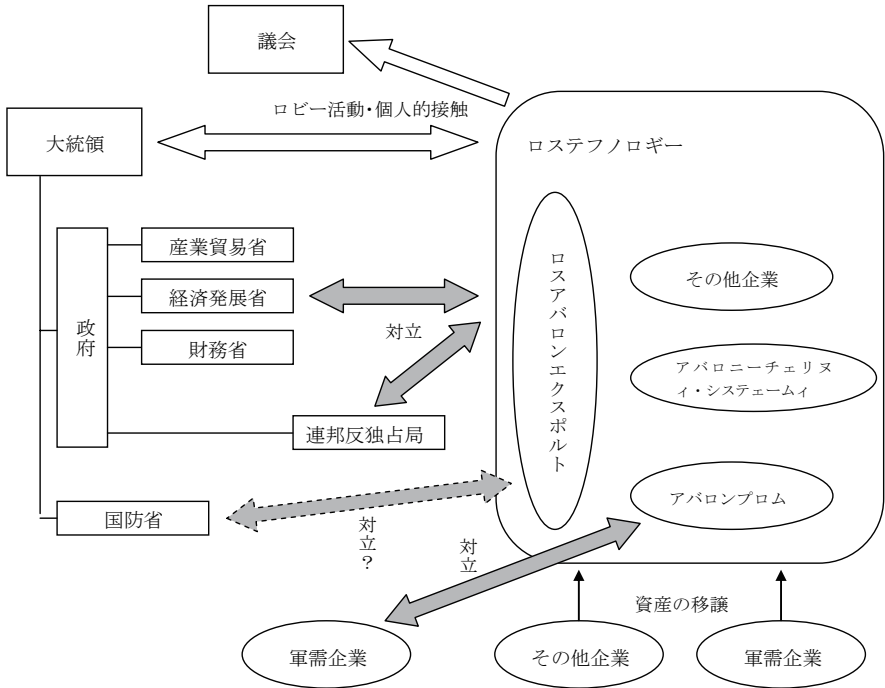 議会
ロビー活動・個人的接触
大統領
ロステフノロギー
産業貿易省
経済発展省
財務省
政府
対立
連邦反独占局
国防省
対立？
対立
ロスアバロンエクスポルト
その他企業
アバロニーチェリヌ
ィ・システェームィ
アバロンプロム
資産の移譲
軍需企業
その他企業
軍需企業